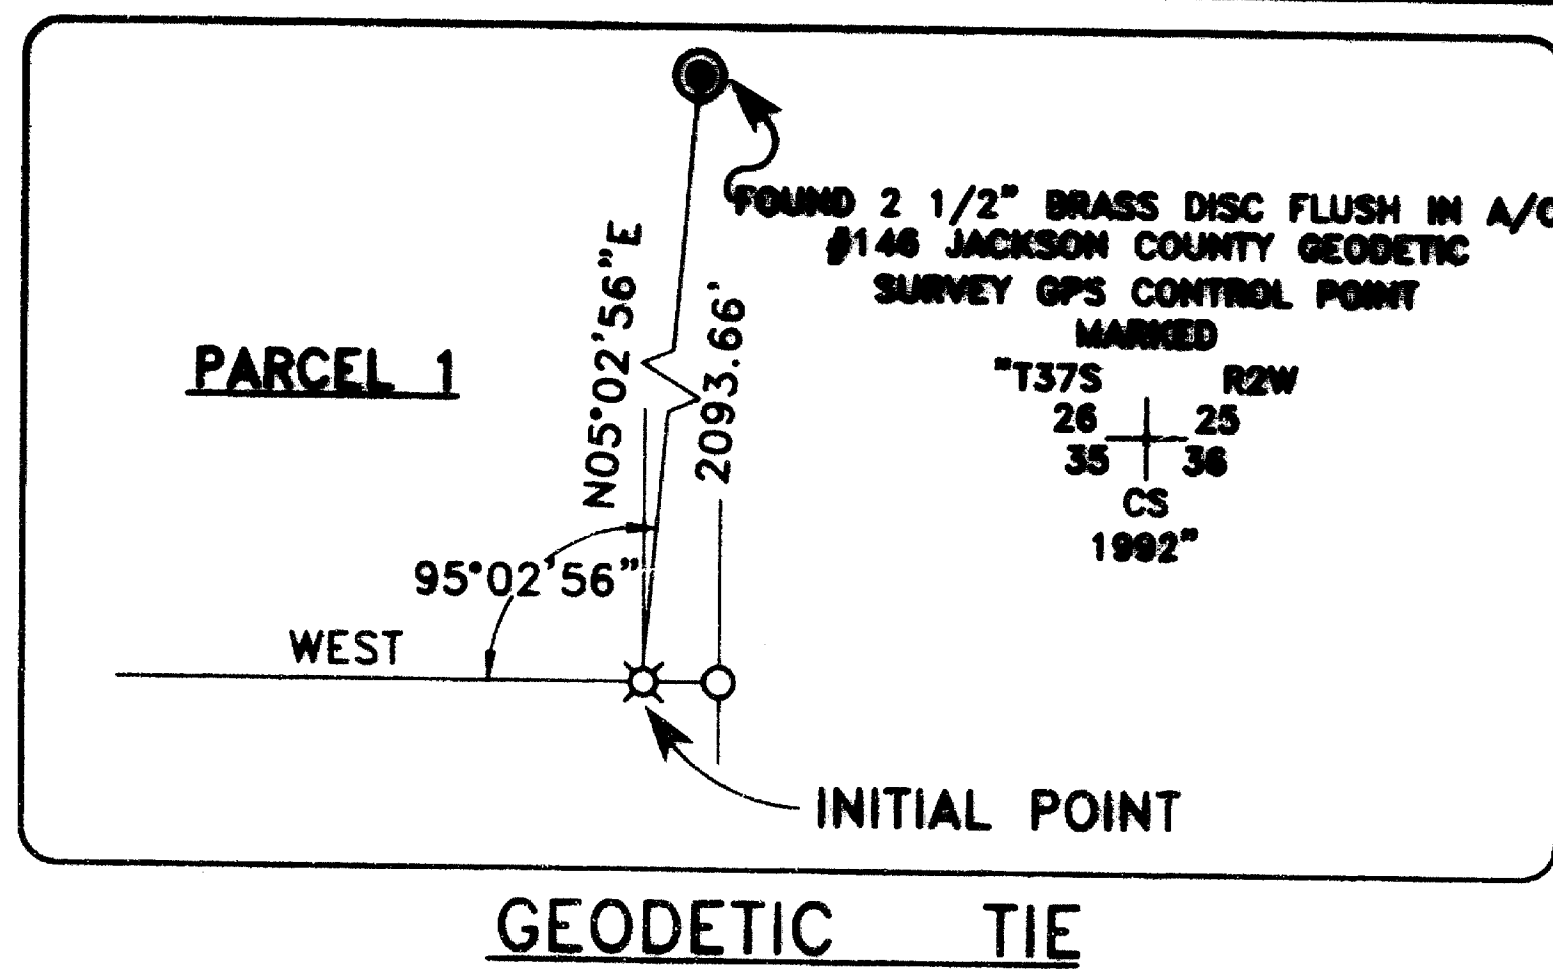 FOUND 2 1/2" BRASS DISC FLUSH IN A/C
#146 JACKSON COUNTY GEODETIC
SURVEY GPS CONTROL POINT
MARKED
"T37S R2W
26 25
35 36
CS
1992"
N05°02'56"E
2093.66'
PARCEL 1
95°02'56"
WEST
INITIAL POINT
GEODETIC TIE